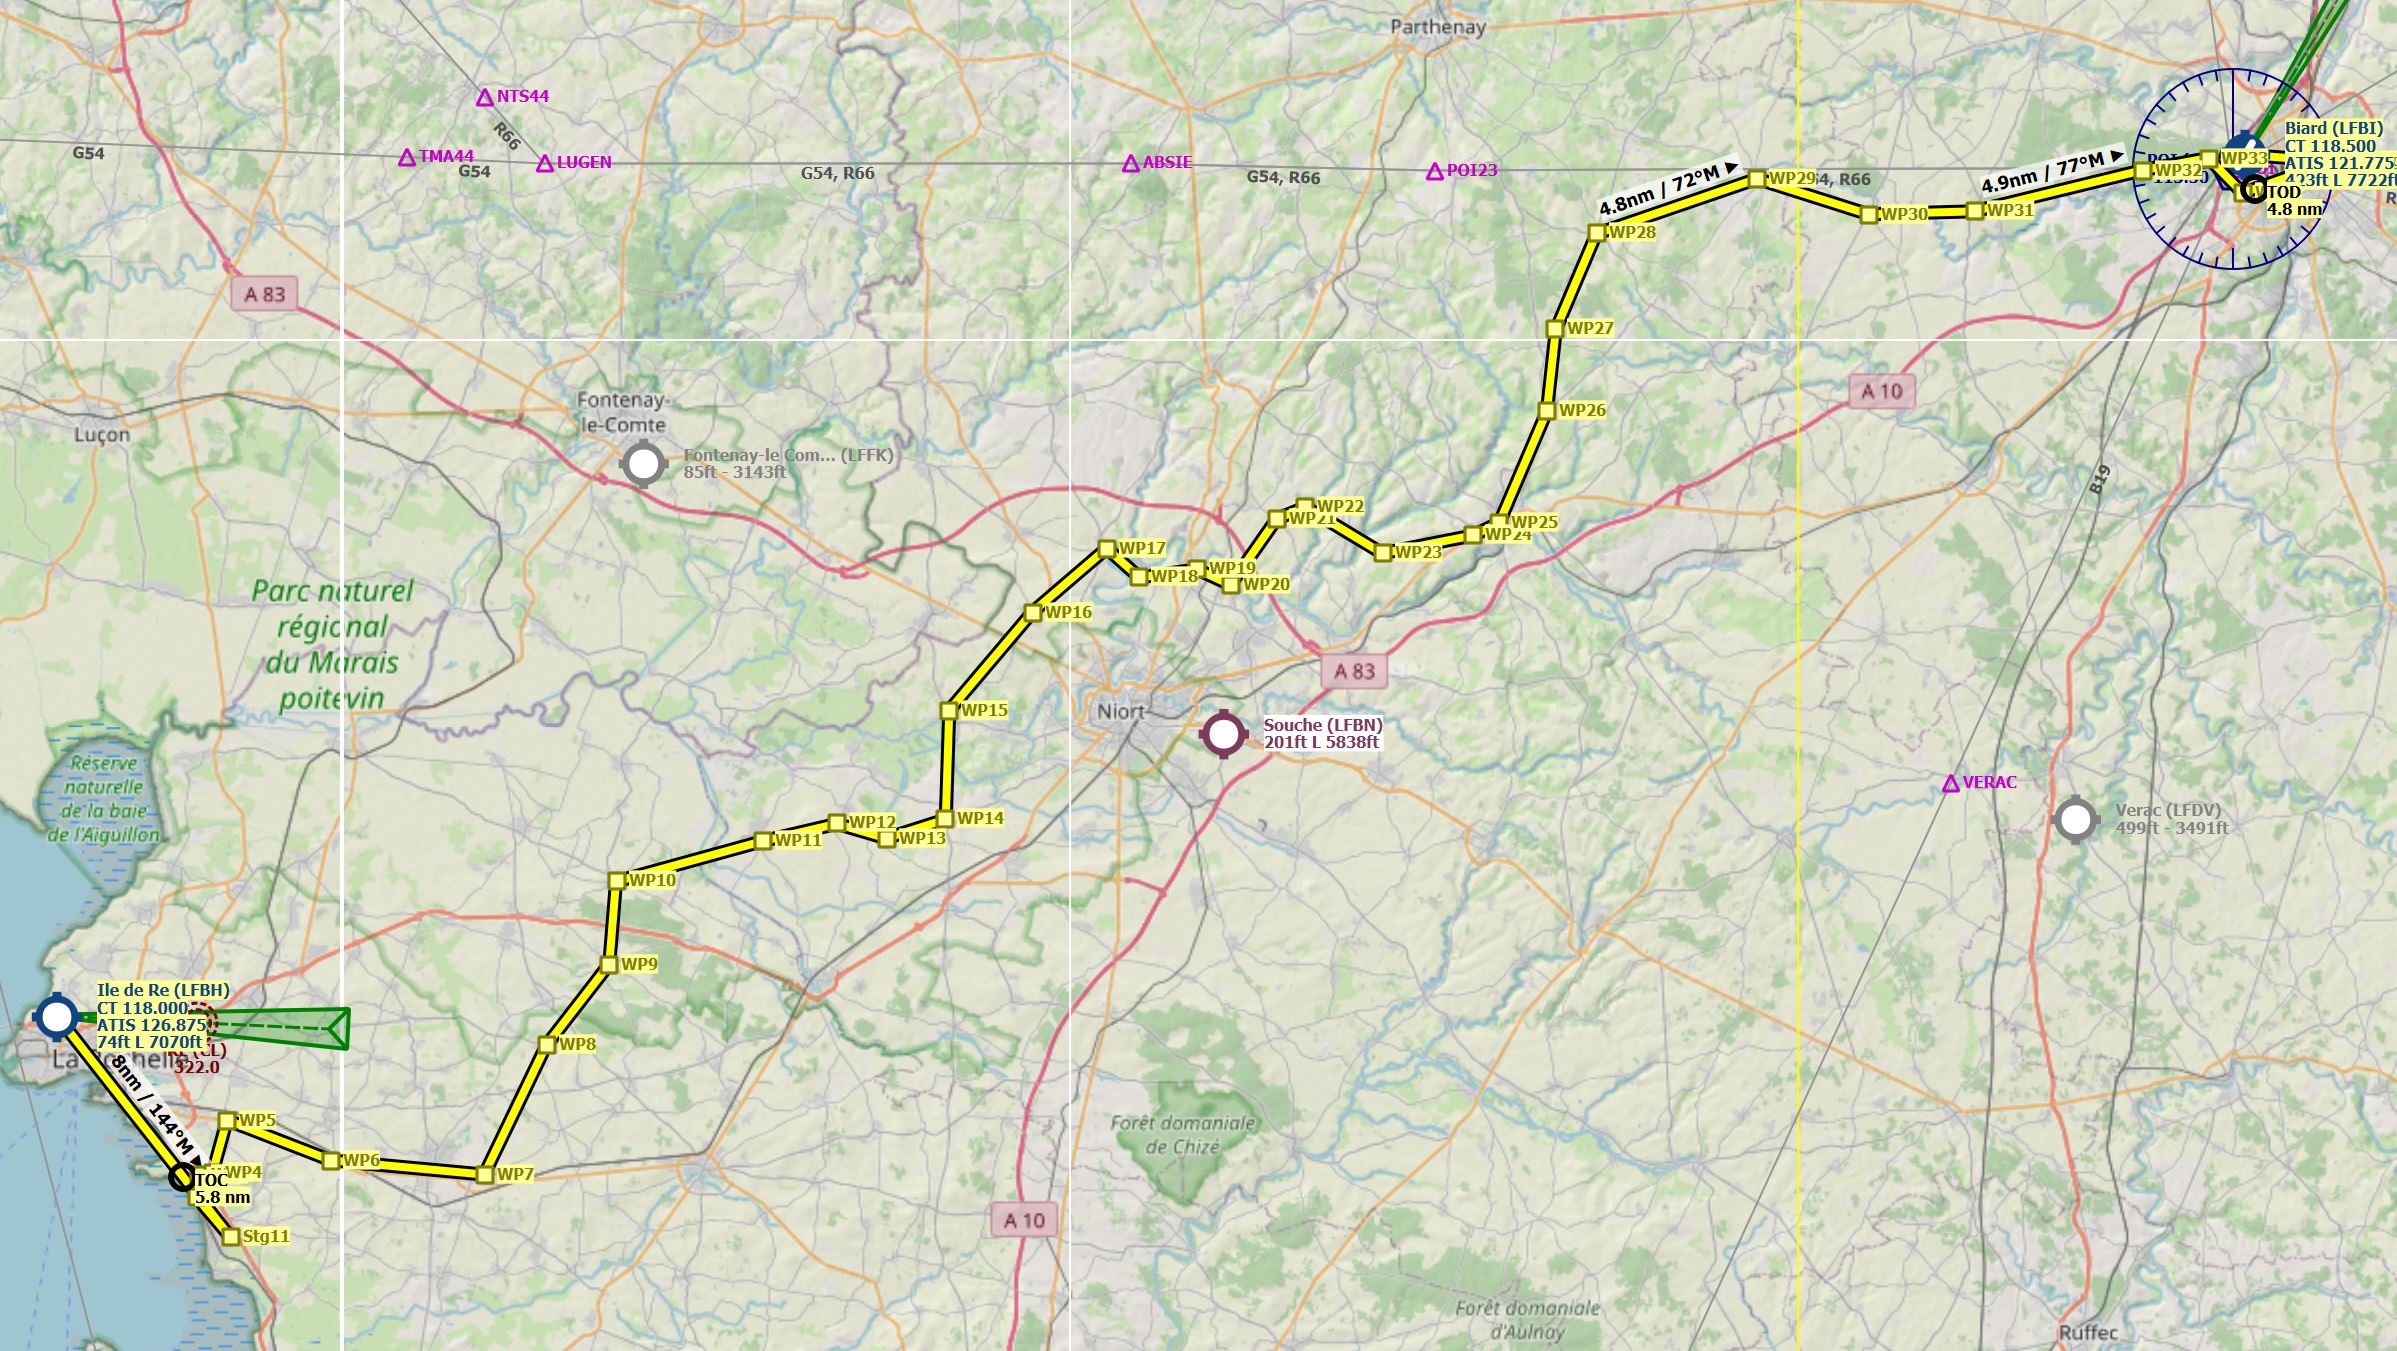 Parthenay
NTS44
R66
G54
TMA44
G54
LUGEN
G54, R66
ABSIE
G54, R66
POI23
4.8nm / 72°M ►
WP29
R66
4.9nm / 77°M ►
WP32
WP33
Biard (LFBI)
CT 118.500
ATIS 121.775
423ft L 7722ft
TOD
4.8 nm
WP28
WP30
WP31
A 83
WP27
A 10
Fontenay-
le-Comte
Luçon
WP26
Fontenay-le Com... (LFFK)
85ft - 3143ft
B19
WP22
WP21
WP25
WP24
WP23
WP17
WP18
WP19
WP20
Parc naturel
régional
du Marais
poitevin
WP16
A 83
WP15
Niort
Souche (LFBN)
201ft L 5838ft
VERAC
Verac (LFDV)
499ft - 3491ft
Réserve
naturelle
de la baie
de l'Aiguillon
WP12
WP14
WP11
WP13
WP10
WP9
Ile de Re (LFBH)
CT 118.000
ATIS 126.875
74ft L 7070ft
322.0
La Rochelle
8nm / 144°M ►
WP8
WP5
WP6
WP4
WP7
TOC
5.8 nm
Stg11
Forêt domaniale
de Chizé
A 10
Forêt domaniale
d'Aulnay
Ruffec